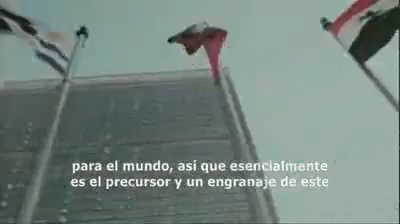 para el mundo, así que esencialmente
es el precursor y un engranaje de este